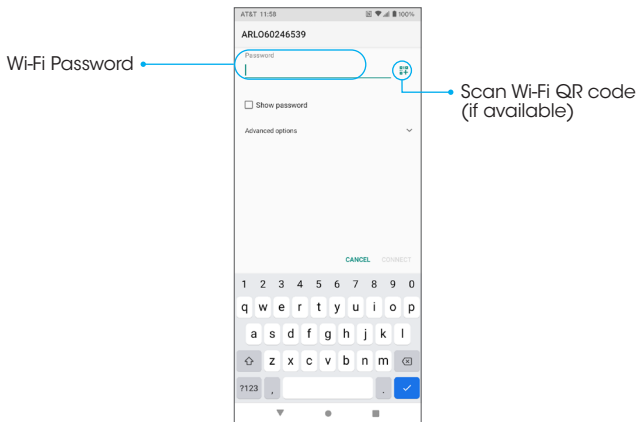 AT&T 11:58
100%
ARLO60246539
Password
Wi-Fi Password
Scan Wi-Fi QR code
(if available)
Show password
Advanced options
CANCEL CONNECT
1 2 3 4 5 6 7 8 9 0
q w e r t y u i o p
a s d f g h j k l
z x c v b n m
?123 , .